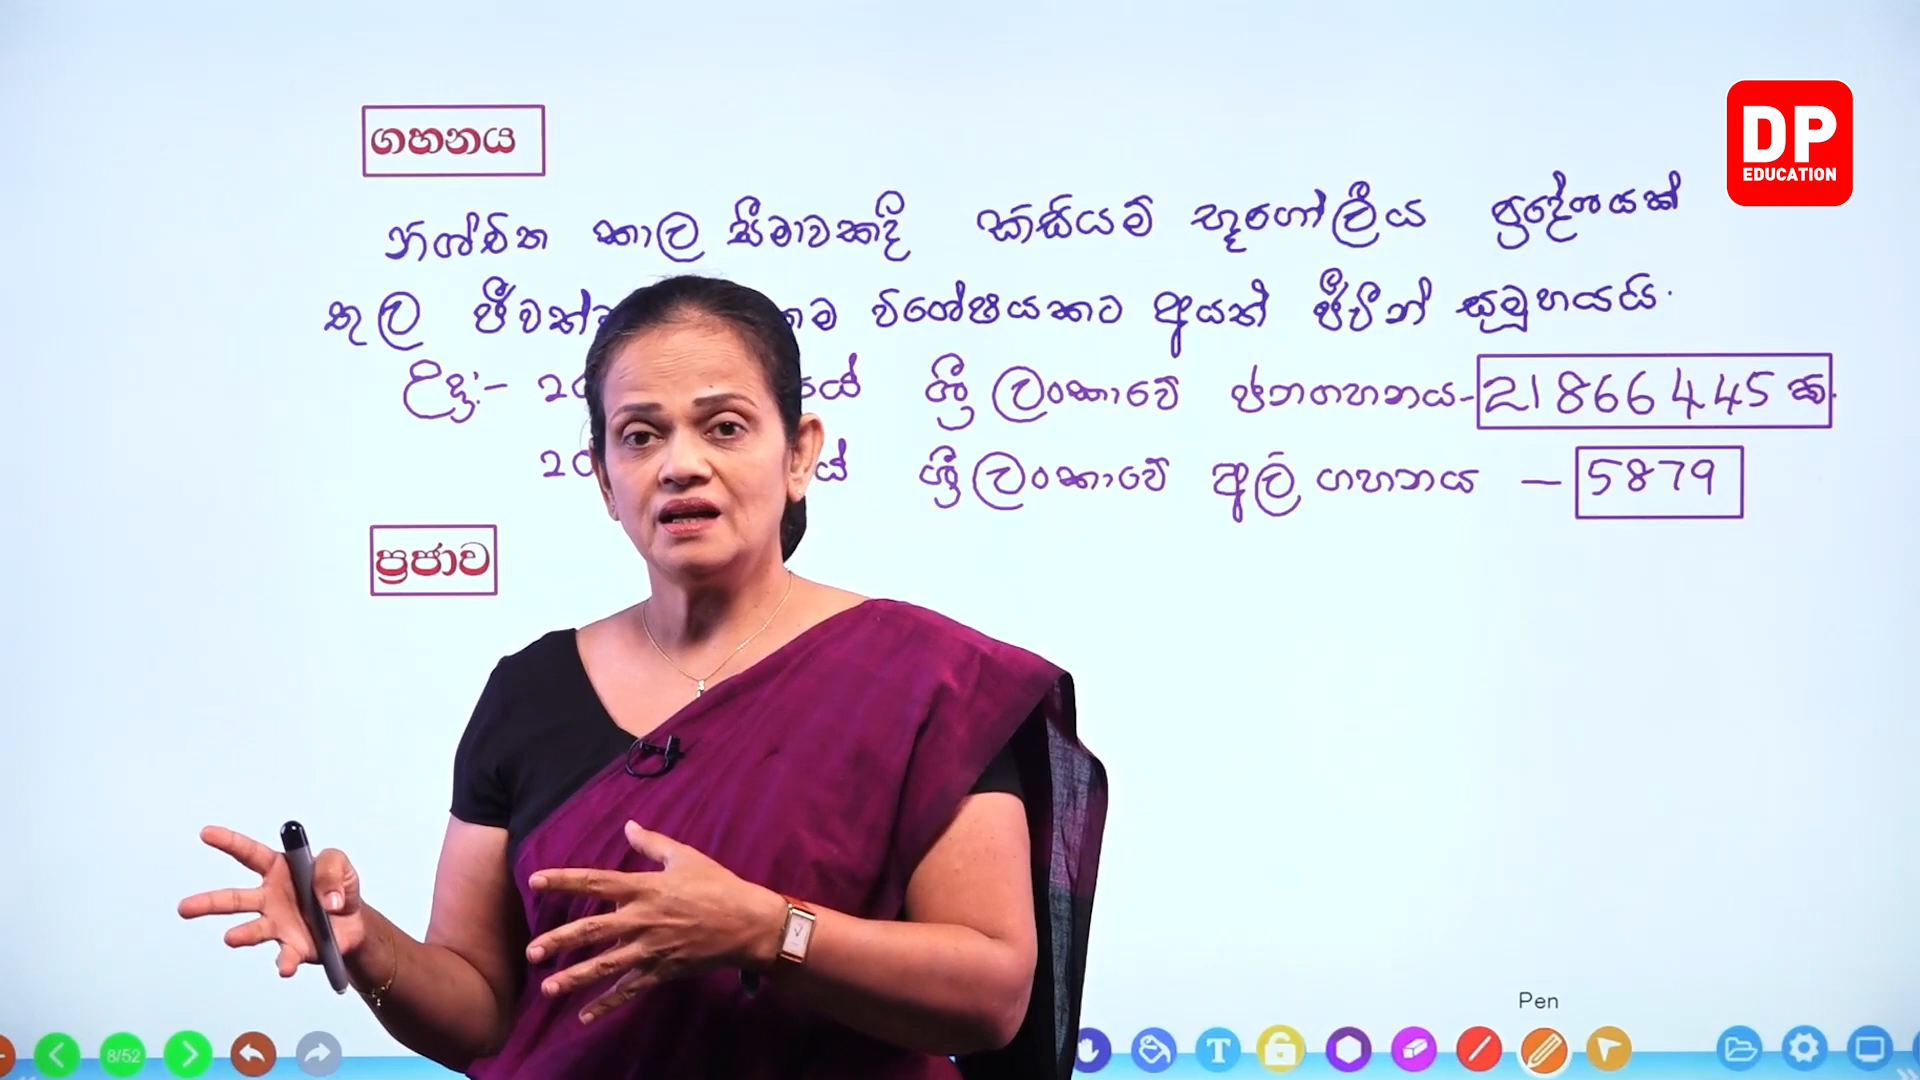 ගහනය
DP
EDUCATION
නිශ්චිත කාල සීමාවකදී කිසියම් භූගෝලීය ප්‍රදේශයක්
තුල ජීවත් විශේෂයකට අයත් ජීවීන් සමූහයයි.
උදා:- ශ්‍රී ලංකාවේ ජනගහනය- 21866445 ක්.
ශ්‍රී ලංකාවේ අලි ගහනය – 5879
ප්‍රජාව
Pen
8/52
T